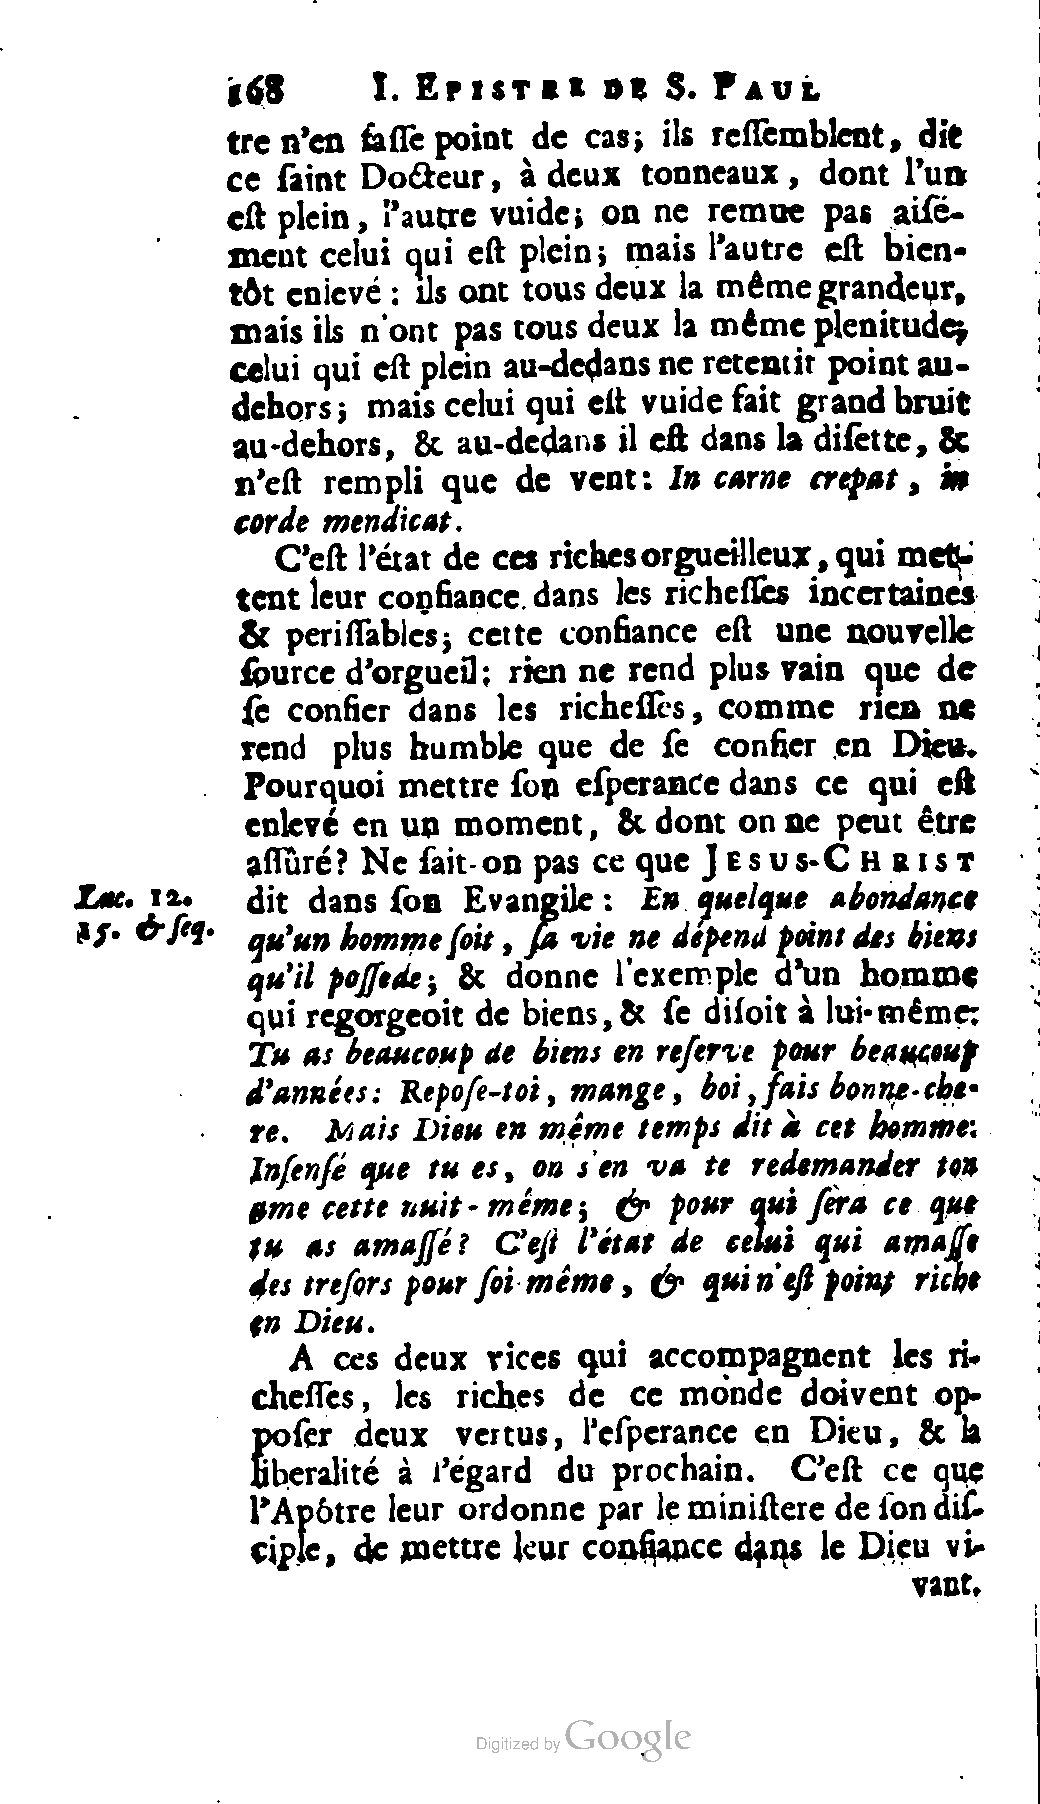 168 I. EPISTRE DE S. PAUL
tre n'en faſſe point de cas; ils reſſemblent, dit
ce ſaint Docteur, à deux tonneaux, dont l'un
eſt plein, l'autre vuide; on ne remue pas aiſé-
ment celui qui eſt plein; mais l'autre eſt bien-
tôt enlevé: ils ont tous deux la même grandeur,
mais ils n'ont pas tous deux la même plenitude;
celui qui eſt plein au-dedans ne retentit point au-
dehors; mais celui qui eſt vuide fait grand bruit
au-dehors, & au-dedans il eſt dans la diſette, &
n'eſt rempli que de vent: In carne crepat, in
corde mendicat.
C'eſt l'état de ces riches orgueilleux, qui met-
tent leur confiance dans les richeſſes incertaines
& periſſables; cette confiance eſt une nouvelle
ſource d'orgueil; rien ne rend plus vain que de
ſe confier dans les richeſſes, comme rien ne
rend plus humble que de ſe confier en Dieu.
Pourquoi mettre ſon eſperance dans ce qui eſt
enlevé en un moment, & dont on ne peut être
aſſûré? Ne ſait-on pas ce que JESUS-CHRIST
Luc. 12. dit dans ſon Evangile: En quelque abondance
15. & ſeq. qu'un homme ſoit, ſa vie ne dépend point des biens
qu'il poſſede; & donne l'exemple d'un homme
qui regorgeoit de biens, & ſe diſoit à lui-même:
Tu as beaucoup de biens en reſerve pour beaucoup
d'années: Repoſe-toi, mange, boi, fais bonne-che-
re. Mais Dieu en même temps dit à cet homme:
Inſenſé que tu es, on s'en va te redemander ton
ame cette nuit-même; & pour qui ſera ce que
tu as amaſſé? C'eſt l'état de celui qui amaſſe
des treſors pour ſoi-même, & qui n'eſt point riche
en Dieu.
A ces deux vices qui accompagnent les ri-
cheſſes, les riches de ce monde doivent op-
poſer deux vertus, l'eſperance en Dieu, & la
liberalité à l'égard du prochain. C'eſt ce que
l'Apôtre leur ordonne par le miniſtere de ſon diſ-
ciple, de mettre leur confiance dans le Dieu vi-
vant.
Digitized by Google